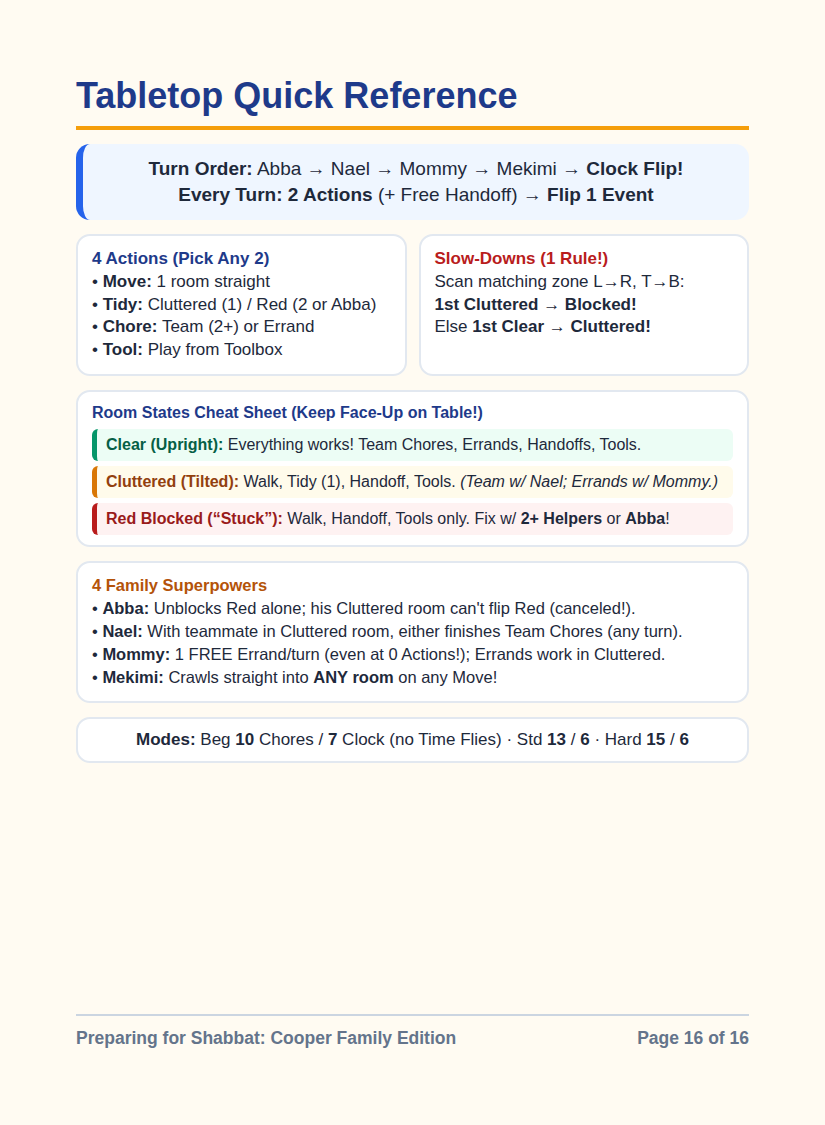 Tabletop Quick Reference
Turn Order: Abba → Nael → Mommy → Mekimi → Clock Flip!
Every Turn: 2 Actions (+ Free Handoff) → Flip 1 Event
4 Actions (Pick Any 2)
• Move: 1 room straight
• Tidy: Cluttered (1) / Red (2 or Abba)
• Chore: Team (2+) or Errand
• Tool: Play from Toolbox
Slow-Downs (1 Rule!)
Scan matching zone L→R, T→B:
1st Cluttered → Blocked!
Else 1st Clear → Cluttered!
Room States Cheat Sheet (Keep Face-Up on Table!)
Clear (Upright): Everything works! Team Chores, Errands, Handoffs, Tools.
Cluttered (Tilted): Walk, Tidy (1), Handoff, Tools. (Team w/ Nael; Errands w/ Mommy.)
Red Blocked (“Stuck”): Walk, Handoff, Tools only. Fix w/ 2+ Helpers or Abba!
4 Family Superpowers
• Abba: Unblocks Red alone; his Cluttered room can't flip Red (canceled!).
• Nael: With teammate in Cluttered room, either finishes Team Chores (any turn).
• Mommy: 1 FREE Errand/turn (even at 0 Actions!); Errands work in Cluttered.
• Mekimi: Crawls straight into ANY room on any Move!
Modes: Beg 10 Chores / 7 Clock (no Time Flies) · Std 13 / 6 · Hard 15 / 6
Preparing for Shabbat: Cooper Family Edition
Page 16 of 16